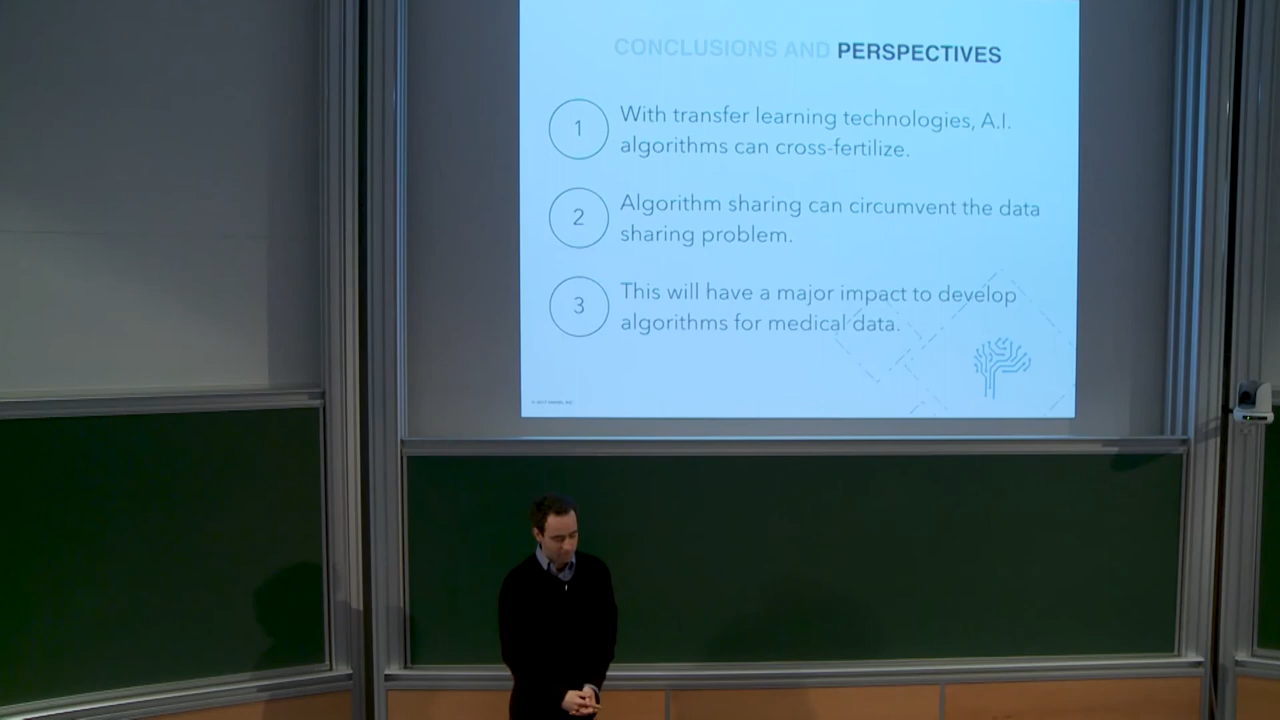 CONCLUSIONS AND PERSPECTIVES
1
With transfer learning technologies, A.I.
algorithms can cross-fertilize.
2
Algorithm sharing can circumvent the data
sharing problem.
3
This will have a major impact to develop
algorithms for medical data.